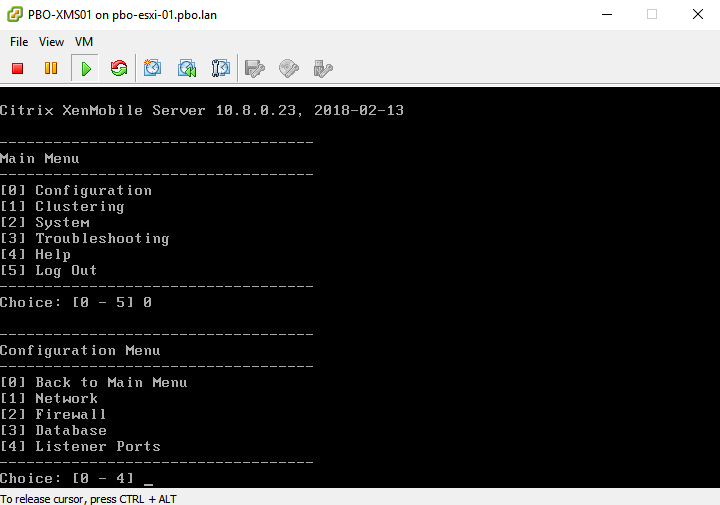 PBO-XMS01 on pbo-esxi-01.pbo.lan
File View VM
Citrix XenMobile Server 10.8.0.23, 2018-02-13
-----------------------------------
Main Menu
-----------------------------------
[0] Configuration
[1] Clustering
[2] System
[3] Troubleshooting
[4] Help
[5] Log Out
-----------------------------------
Choice: [0 - 5] 0
-----------------------------------
Configuration Menu
-----------------------------------
[0] Back to Main Menu
[1] Network
[2] Firewall
[3] Database
[4] Listener Ports
-----------------------------------
Choice: [0 - 4] _
To release cursor, press CTRL + ALT